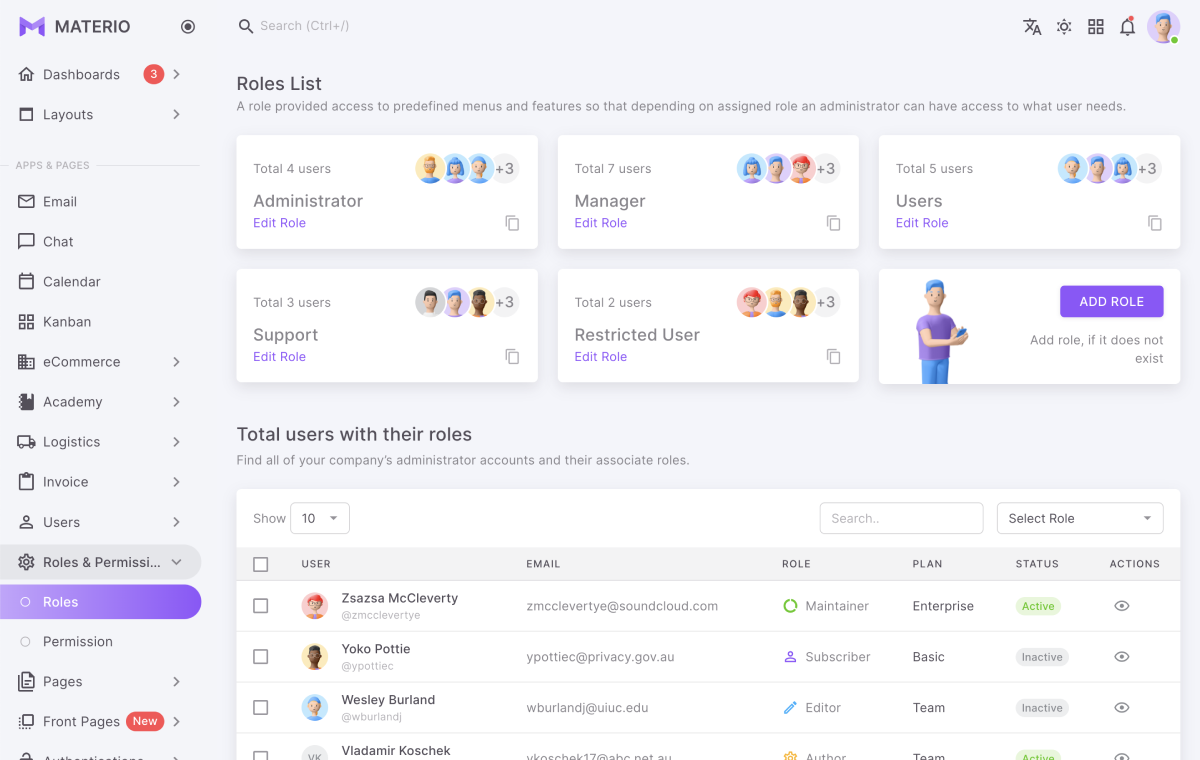 MATERIO
Search (Ctrl+/)
Dashboards 3
Layouts
APPS & PAGES
Email
Chat
Calendar
Kanban
eCommerce
Academy
Logistics
Invoice
Users
Roles & Permissi...
Roles
Permission
Pages
Front Pages New
Authentications
Roles List
A role provided access to predefined menus and features so that depending on assigned role an administrator can have access to what user needs.
Total 4 users +3
Administrator
Edit Role
Total 7 users +3
Manager
Edit Role
Total 5 users +3
Users
Edit Role
Total 3 users +3
Support
Edit Role
Total 2 users +3
Restricted User
Edit Role
ADD ROLE
Add role, if it does not
exist
Total users with their roles
Find all of your company's administrator accounts and their associate roles.
Show 10 Search.. Select Role
USER EMAIL ROLE PLAN STATUS ACTIONS
Zsazsa McCleverty
@zmcclevertye
zmcclevertye@soundcloud.com Maintainer Enterprise Active
Yoko Pottie
@ypottiec
ypottiec@privacy.gov.au Subscriber Basic Inactive
Wesley Burland
@wburlandj
wburlandj@uiuc.edu Editor Team Inactive
VK Vladamir Koschek
vkoschek17@abc.net.au Author Team Active